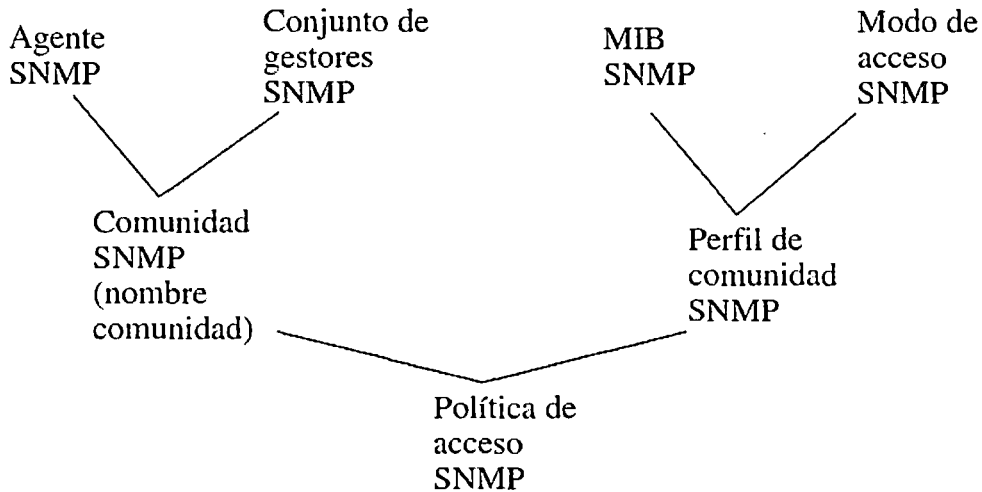 Agente
SNMP
Conjunto de
gestores
SNMP
MIB
SNMP
Modo de
acceso
SNMP
Comunidad
SNMP
(nombre
comunidad)
Perfil de
comunidad
SNMP
Política de
acceso
SNMP